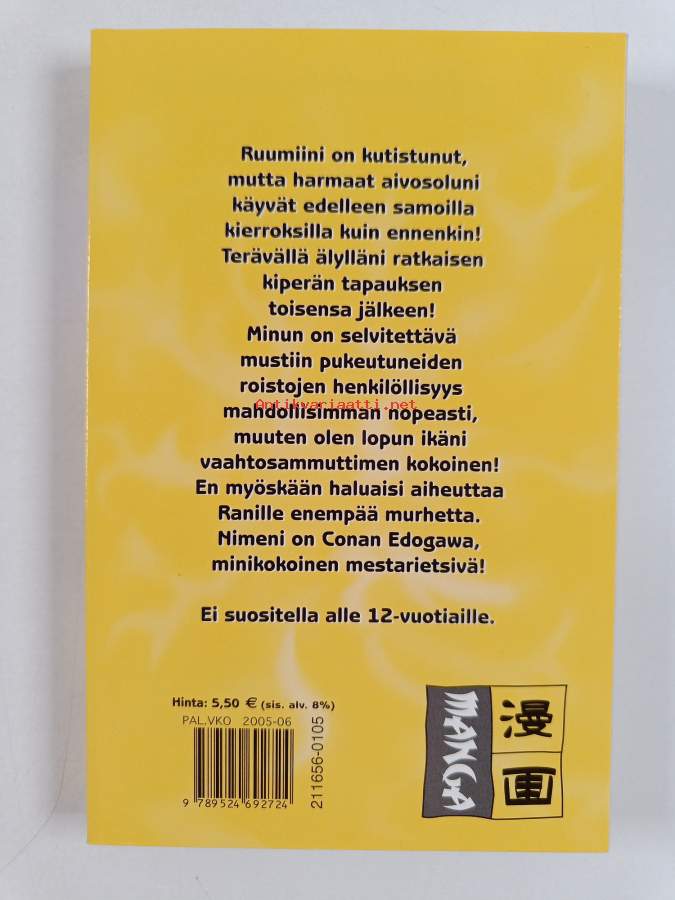 Ruumiini on kutistunut,
mutta harmaat aivosoluni
käyvät edelleen samoilla
kierroksilla kuin ennenkin!
Terävällä älylläni ratkaisen
kiperän tapauksen
toisensa jälkeen!
Minun on selvitettävä
mustiin pukeutuneiden
roistojen henkilöllisyys
Antikvariaatti.net
mahdollisimman nopeasti,
muuten olen lopun ikäni
vaahtosammuttimen kokoinen!
En myöskään haluaisi aiheuttaa
Ranille enempää murhetta.
Nimeni on Conan Edogawa,
minikokoinen mestarietsivä!
Ei suositella alle 12-vuotiaille.
Hinta: 5,50 € (sis. alv. 8%)
PAL.VKO 2005-06
9 789524 692724
211656-0105
MANGA
漫画